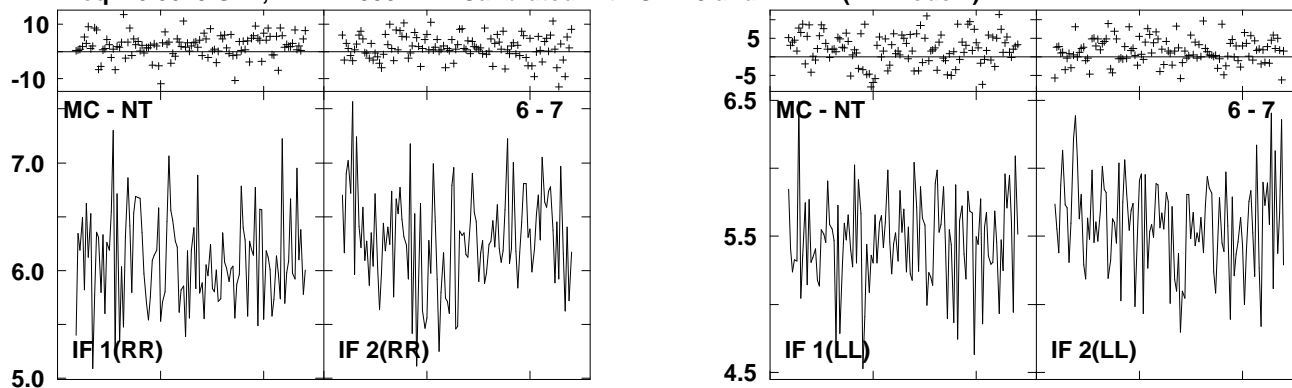 10
-10
MC - NT
6 - 7
7.0
6.0
IF 1(RR)
IF 2(RR)
5.0
5
-5
6.5
MC - NT
6 - 7
5.5
IF 1(LL)
IF 2(LL)
4.5